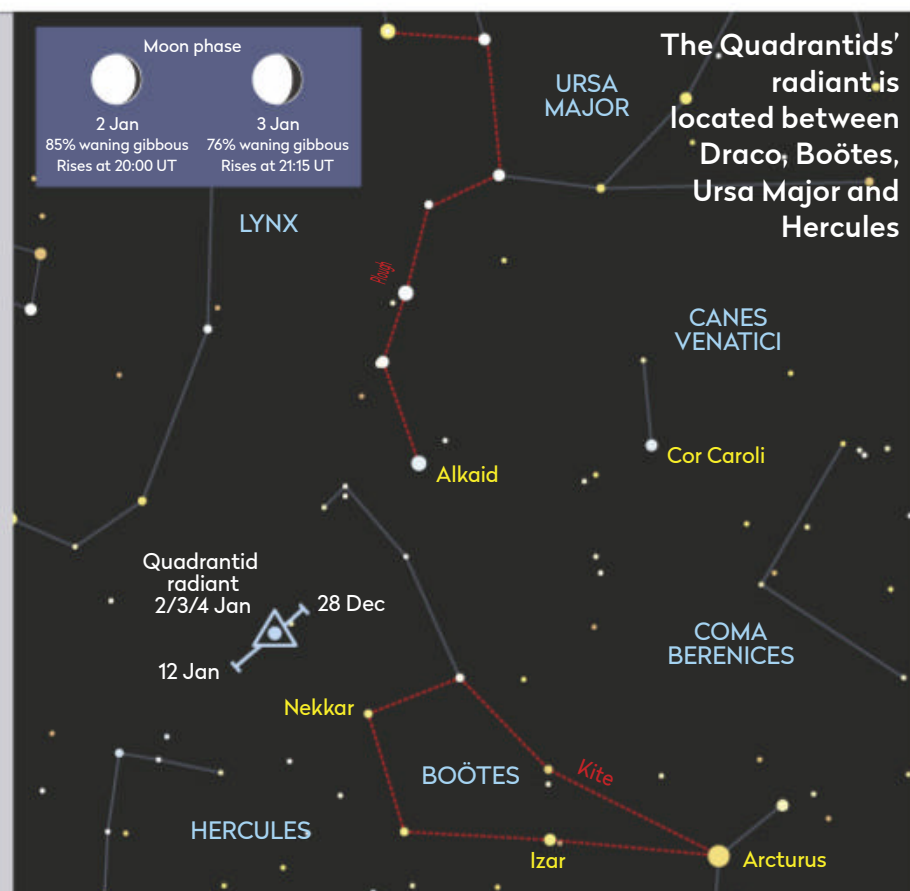 Moon phase
2 Jan
85% waning gibbous
Rises at 20:00 UT
3 Jan
76% waning gibbous
Rises at 21:15 UT
The Quadrantids’
radiant is
located between
Draco, Boötes,
Ursa Major and
Hercules
URSA
MAJOR
LYNX
Plough
CANES
VENATICI
Cor Caroli
Alkaid
Quadrantid
radiant
2/3/4 Jan
28 Dec
12 Jan
COMA
BERENICES
Nekkar
BOÖTES
Kite
HERCULES
Izar
Arcturus